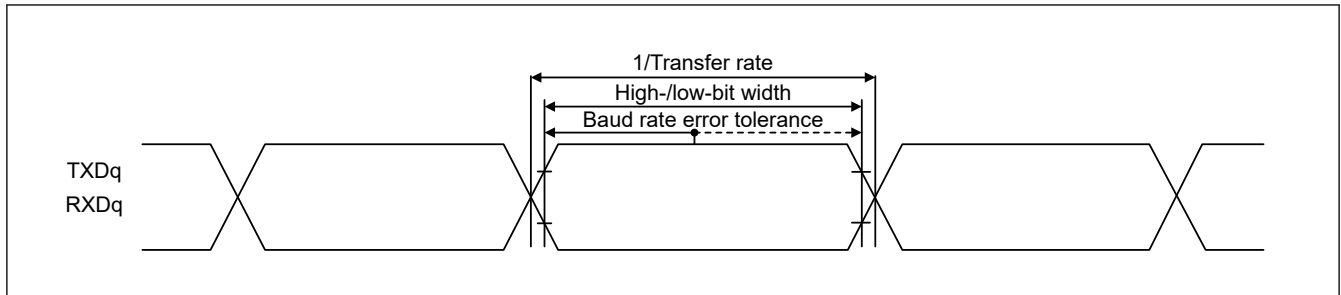 1/Transfer rate
High-/low-bit width
Baud rate error tolerance
TXDq
RXDq